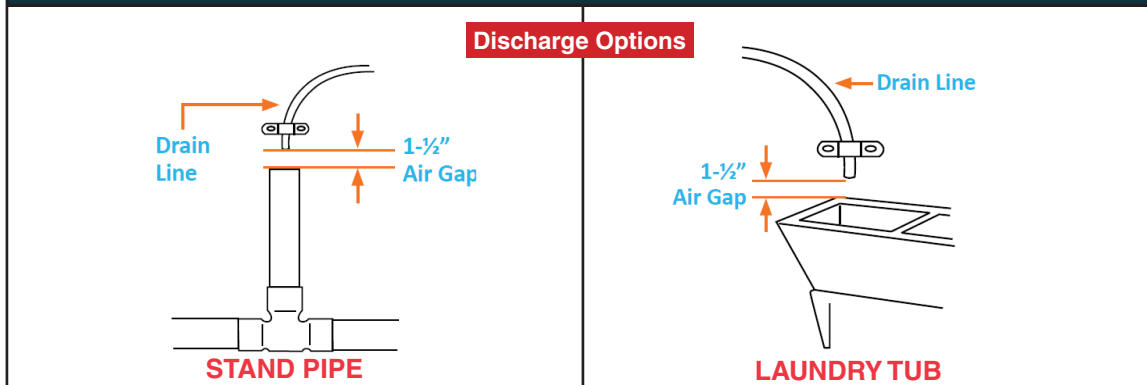 Discharge Options
Drain
Line
1-½”
Air Gap
STAND PIPE
Drain Line
1-½”
Air Gap
LAUNDRY TUB